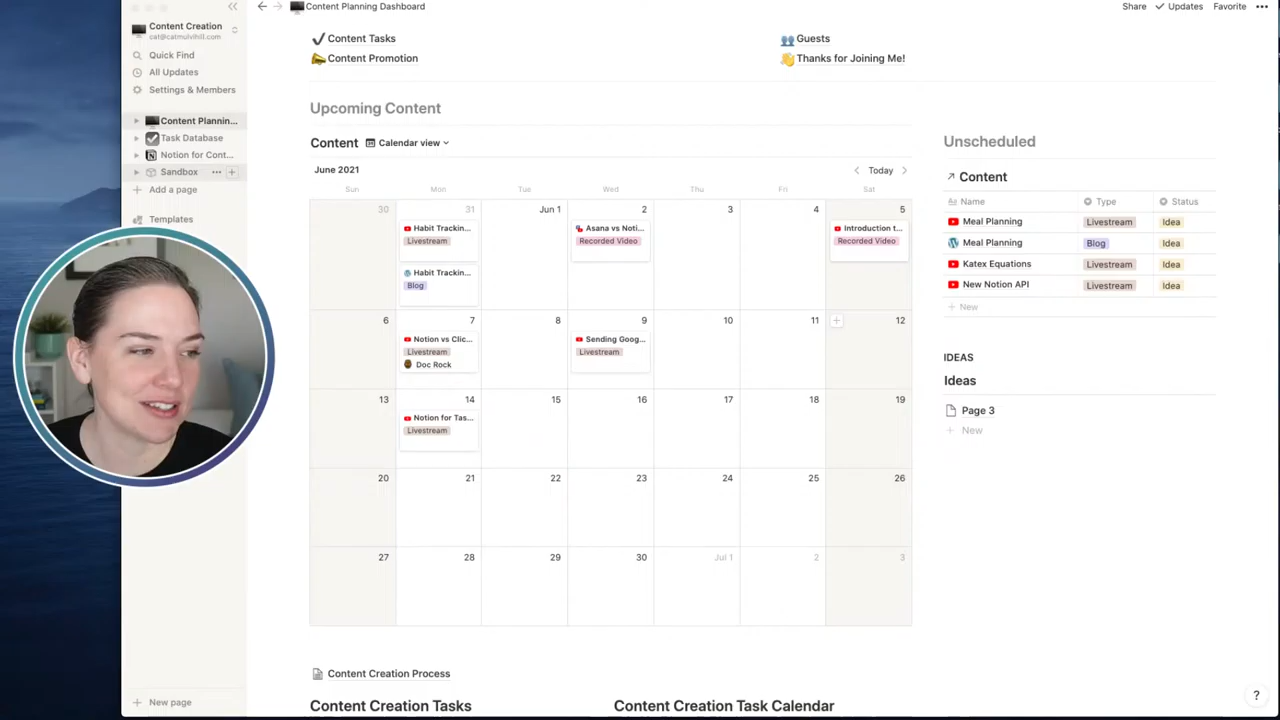 Content Creation
cat@catmulvihill.com
Quick Find
All Updates
Settings & Members
Content Plannin...
Task Database
Notion for Cont...
Sandbox
Add a page
Templates
New page
Content Planning Dashboard
Share
Updates
Favorite
Content Tasks
Guests
Content Promotion
Thanks for Joining Me!
Upcoming Content
Content
Calendar view
June 2021
Today
Sun Mon Tue Wed Thu Fri Sat
30 31 Jun 1 2 3 4 5
Habit Trackin...
Livestream
Habit Trackin...
Blog
Asana vs Noti...
Recorded Video
Introduction t...
Recorded Video
6 7 8 9 10 11 12
Notion vs Clic...
Livestream
Doc Rock
Sending Goog...
Livestream
13 14 15 16 17 18 19
Notion for Tas...
Livestream
20 21 22 23 24 25 26
27 28 29 30 Jul 1 2 3
Unscheduled
Content
Name Type Status
Meal Planning Livestream Idea
Meal Planning Blog Idea
Katex Equations Livestream Idea
New Notion API Livestream Idea
New
IDEAS
Ideas
Page 3
New
Content Creation Process
Content Creation Tasks
Content Creation Task Calendar
?